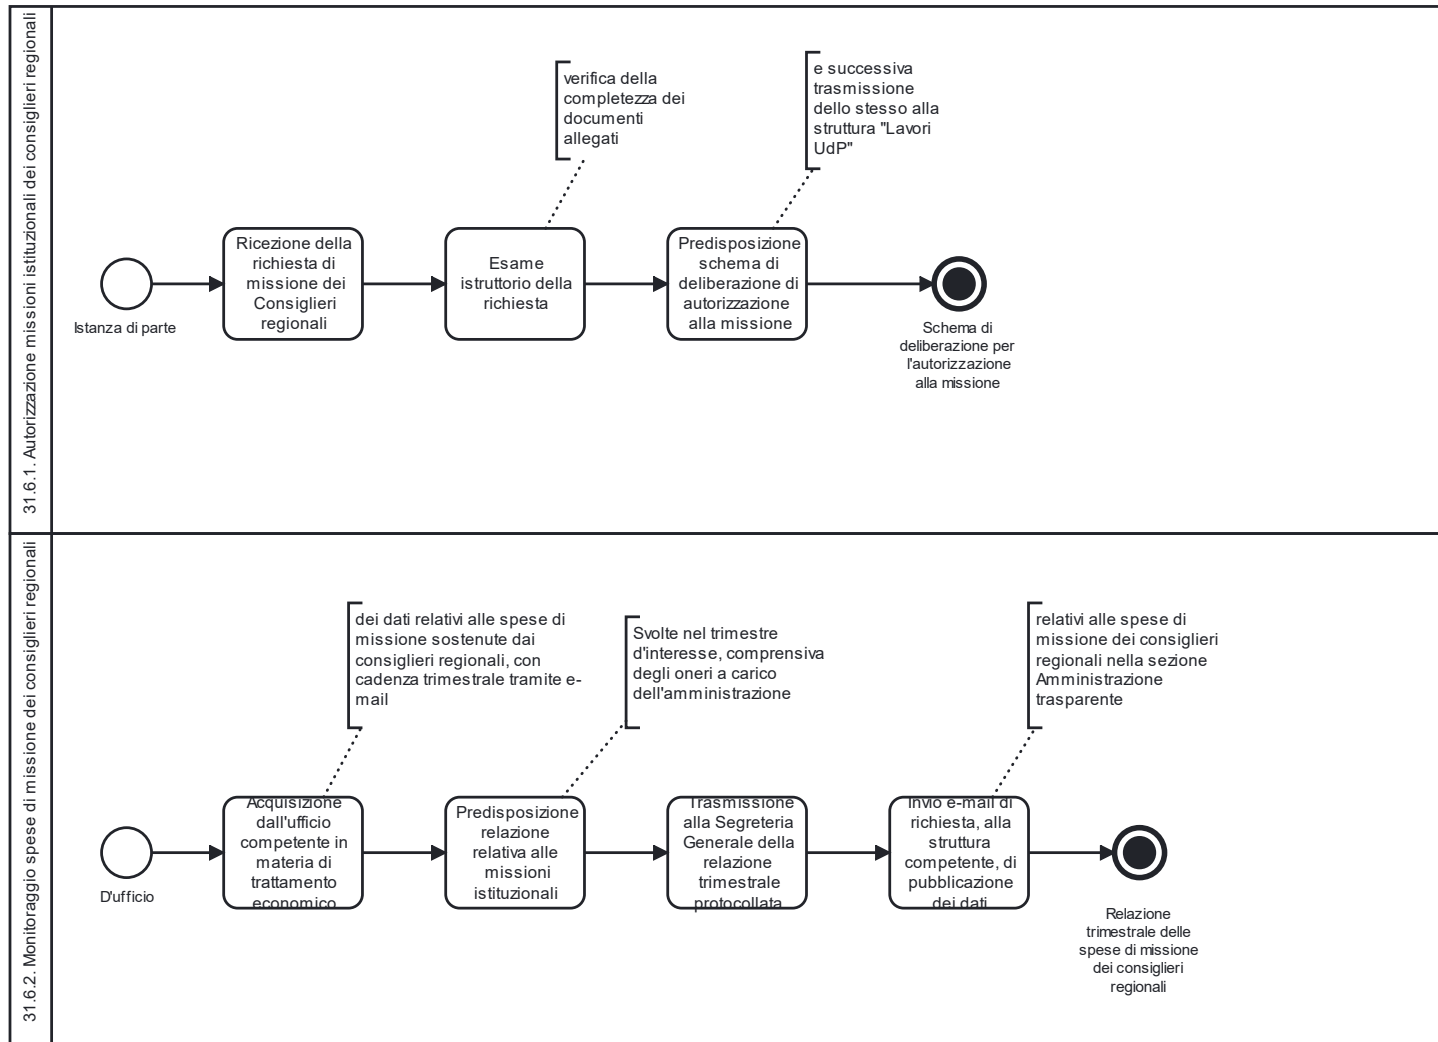 31.6.1. Autorizzazione missioni istituzionali dei consiglieri regionali
verifica della
completezza dei
documenti
allegati
e successiva
trasmissione
dello stesso alla
struttura "Lavori
UdP"
Istanza di parte
Ricezione della
richiesta di
missione dei
Consiglieri
regionali
Esame
istruttorio della
richiesta
Predisposizione
schema di
deliberazione di
autorizzazione
alla missione
Schema di
deliberazione per
l'autorizzazione
alla missione
31.6.2. Monitoraggio spese di missione dei consiglieri regionali
dei dati relativi alle spese di
missione sostenute dai
consiglieri regionali, con
cadenza trimestrale tramite e-
mail
Svolte nel trimestre
d'interesse, comprensiva
degli oneri a carico
dell'amministrazione
relativi alle spese di
missione dei consiglieri
regionali nella sezione
Amministrazione
trasparente
D'ufficio
Acquisizione
dall'ufficio
competente in
materia di
trattamento
economico
Predisposizione
relazione
relativa alle
missioni
istituzionali
Trasmissione
alla Segreteria
Generale della
relazione
trimestrale
protocollata
Invio e-mail di
richiesta, alla
struttura
competente, di
pubblicazione
dei dati
Relazione
trimestrale delle
spese di missione
dei consiglieri
regionali